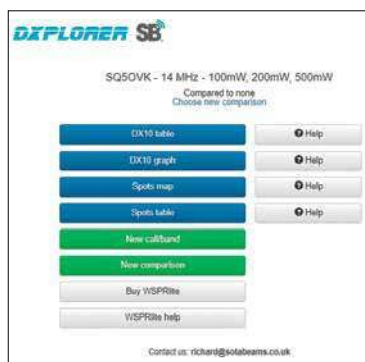 DXPLORER SB
SQ5OVK - 14 MHz - 100mW, 200mW, 500mW
Compared to none
Choose new comparison
DX10 table Help
DX10 graph Help
Spots map Help
Spots table Help
New call/band
New comparison
Buy WSPRlite
WSPRlite help
Contact us: richard@sotabeams.co.uk